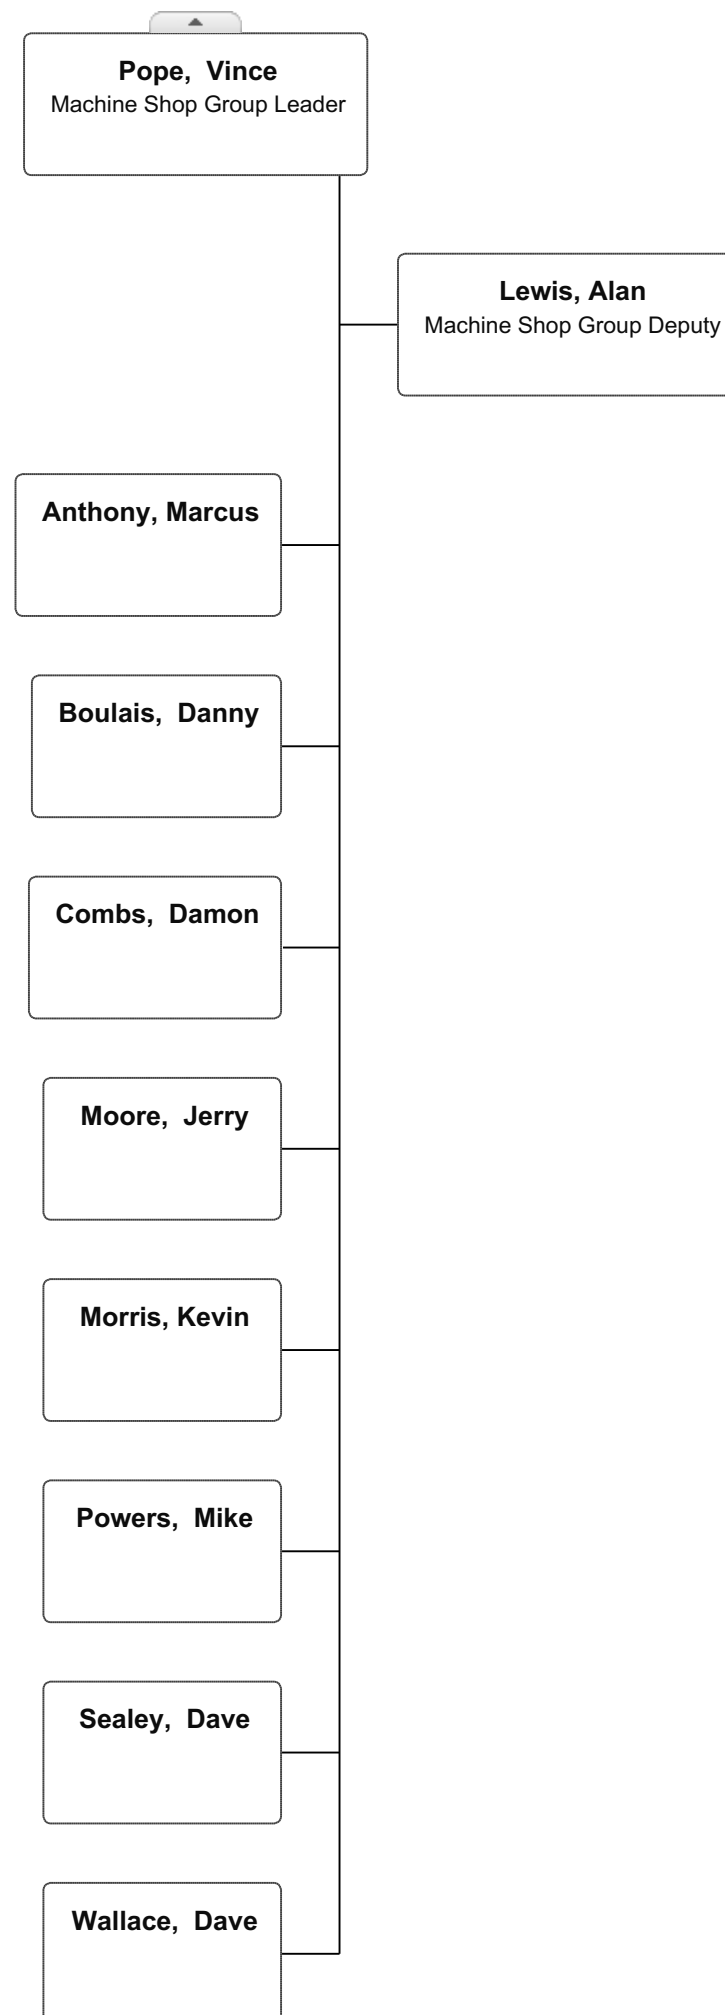 Pope,  Vince
Machine Shop Group Leader
Lewis, Alan
Machine Shop Group Deputy
Anthony, Marcus
Boulais,  Danny
Combs,  Damon
Moore,  Jerry
Morris, Kevin
Powers,  Mike
Sealey,  Dave
Wallace,  Dave